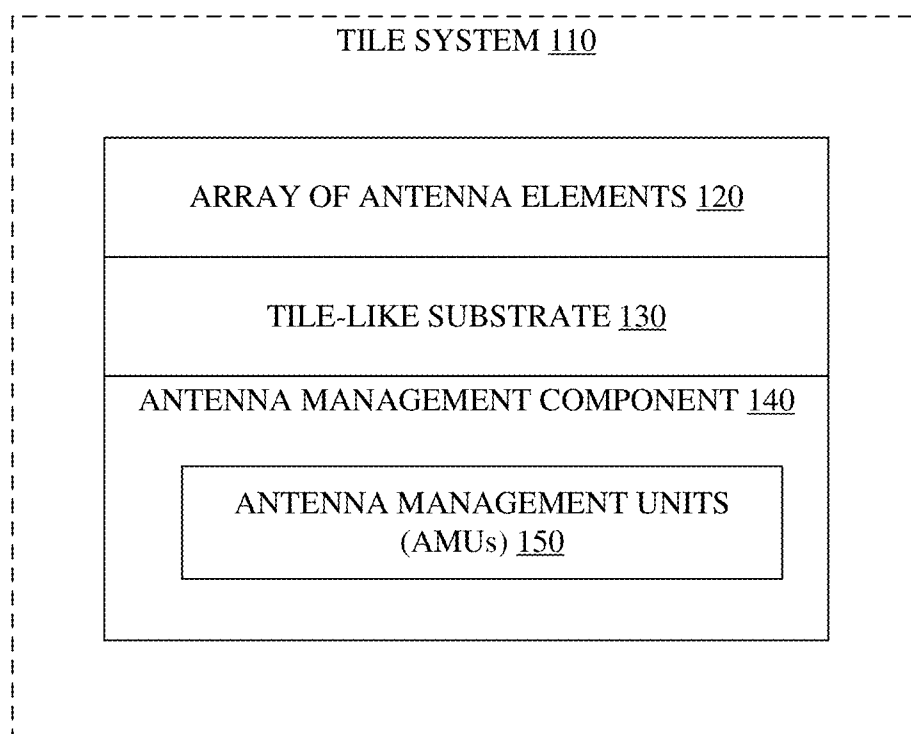 TILE SYSTEM 110
ARRAY OF ANTENNA ELEMENTS 120
TILE-LIKE SUBSTRATE 130
ANTENNA MANAGEMENT COMPONENT 140
ANTENNA MANAGEMENT UNITS
(AMUs) 150